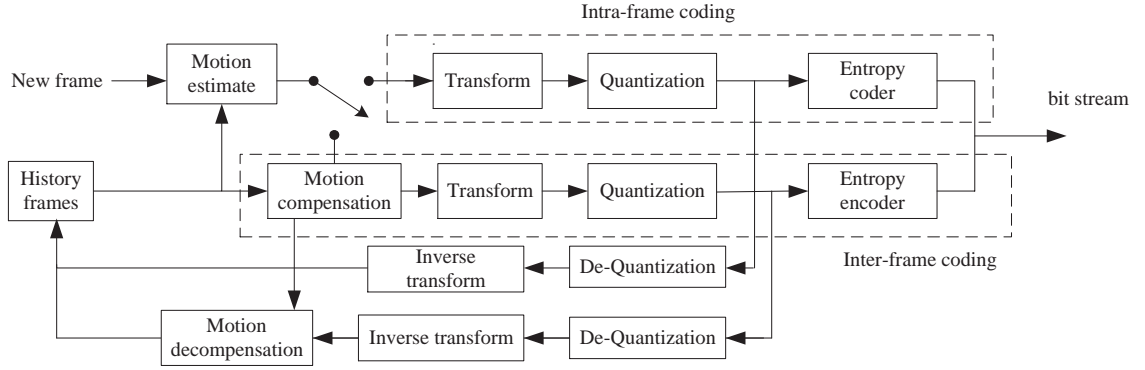 Intra-frame coding
New frame
Motion
estimate
Transform
Quantization
Entropy
coder
bit stream
History
frames
Motion
compensation
Transform
Quantization
Entropy
encoder
Inter-frame coding
Inverse
transform
De-Quantization
Motion
decompensation
Inverse transform
De-Quantization